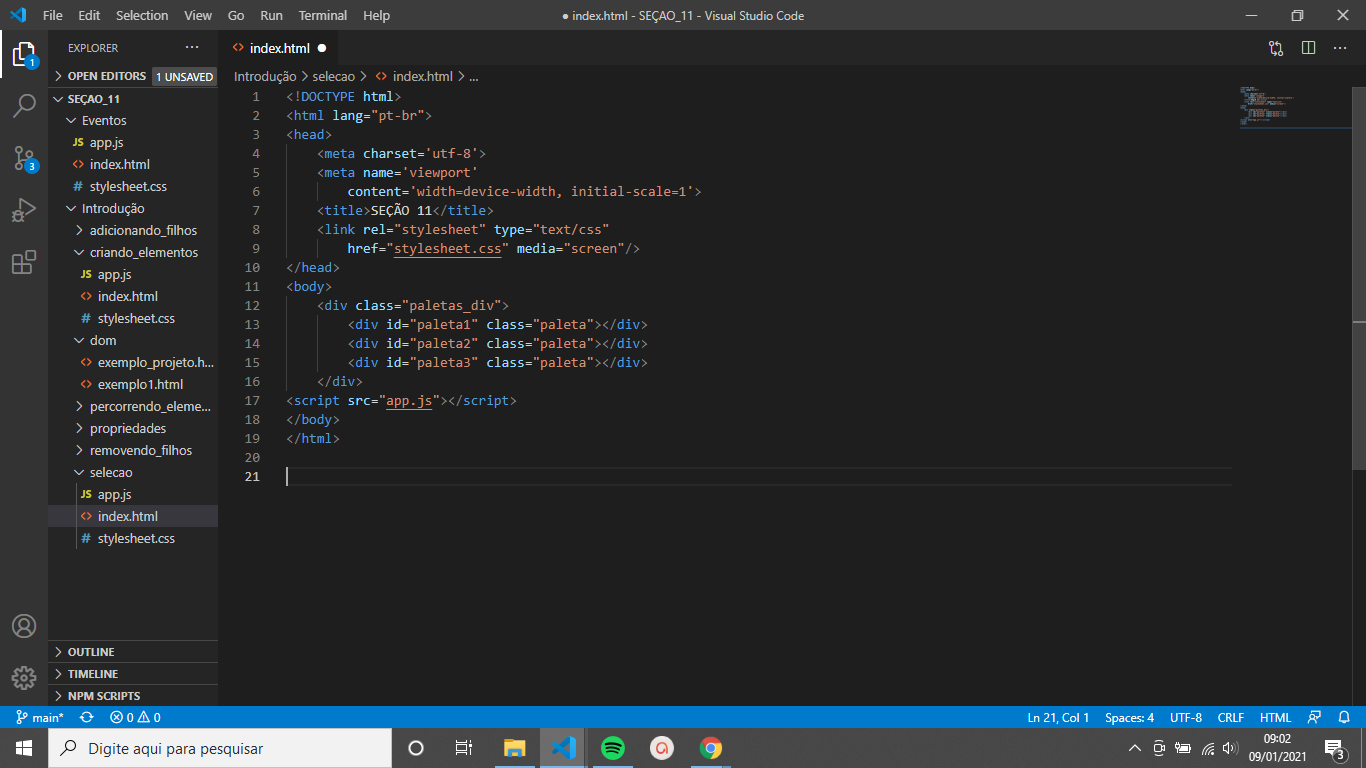 File Edit Selection View Go Run Terminal Help ● index.html - SEÇAO_11 - Visual Studio Code
EXPLORER ···
index.html ●
OPEN EDITORS 1 UNSAVED
Introdução > selecao > index.html > ...
SEÇAO_11
Eventos
JS app.js
<> index.html
# stylesheet.css
Introdução
adicionando_filhos
criando_elementos
JS app.js
<> index.html
# stylesheet.css
dom
<> exemplo_projeto.h...
<> exemplo1.html
percorrendo_eleme...
propriedades
removendo_filhos
selecao
JS app.js
<> index.html
# stylesheet.css
OUTLINE
TIMELINE
NPM SCRIPTS
1
3
1 <!DOCTYPE html>
2 <html lang="pt-br">
3 <head>
4 <meta charset='utf-8'>
5 <meta name='viewport'
6 content='width=device-width, initial-scale=1'>
7 <title>SEÇÃO 11</title>
8 <link rel="stylesheet" type="text/css"
9 href="stylesheet.css" media="screen"/>
10 </head>
11 <body>
12 <div class="paletas_div">
13 <div id="paleta1" class="paleta"></div>
14 <div id="paleta2" class="paleta"></div>
15 <div id="paleta3" class="paleta"></div>
16 </div>
17 <script src="app.js"></script>
18 </body>
19 </html>
20
21
main* 0 0 Ln 21, Col 1 Spaces: 4 UTF-8 CRLF HTML
Digite aqui para pesquisar
09:02
09/01/2021
3